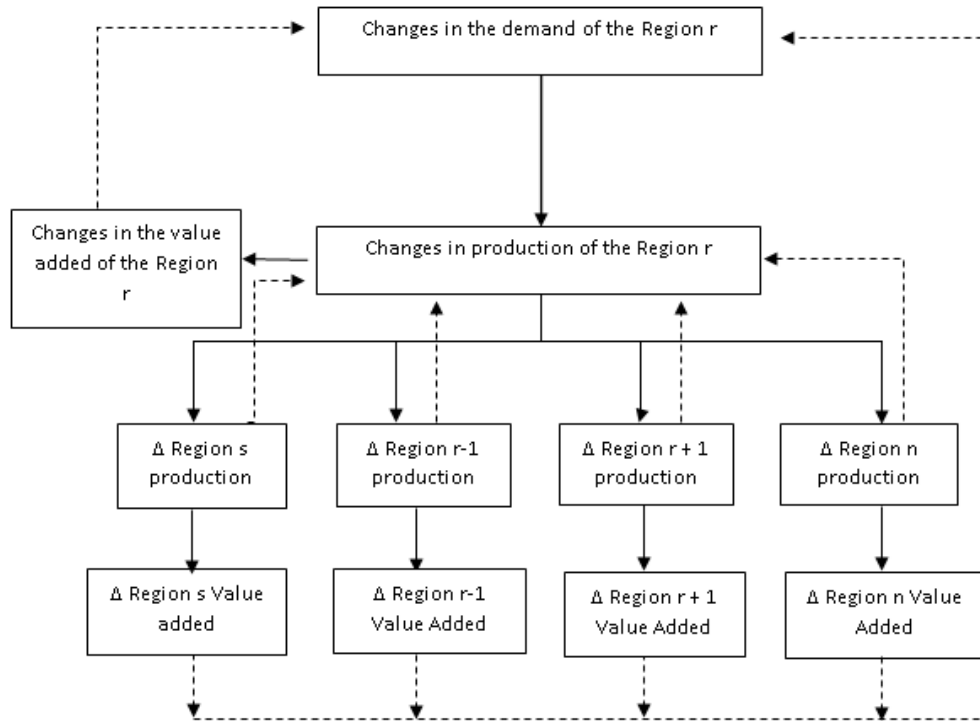 Changes in the demand of the Region r
Changes in the value
added of the Region
r
Changes in production of the Region r
Δ Region s
production
Δ Region r-1
production
Δ Region r + 1
production
Δ Region n
production
Δ Region s Value
added
Δ Region r-1
Value Added
Δ Region r + 1
Value Added
Δ Region n Value
Added